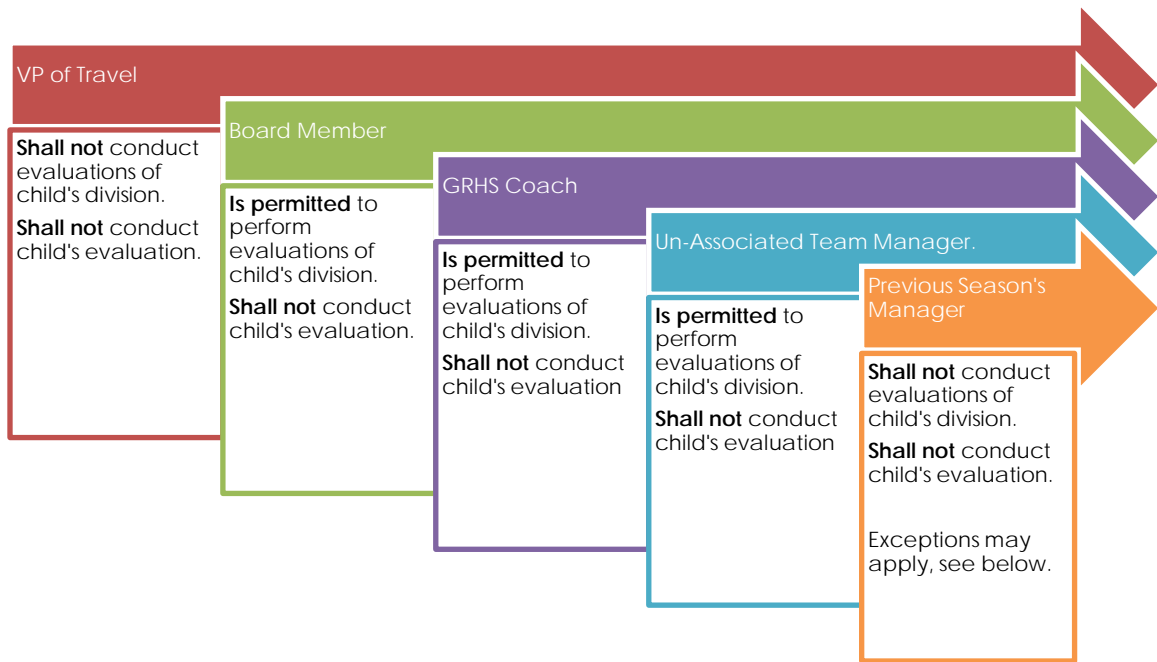 VP of Travel
Shall not conduct
evaluations of
child's division.
Shall not conduct
child's evaluation.
Board Member
Is permitted to
perform
evaluations of
child's division.
Shall not conduct
child's evaluation.
GRHS Coach
Is permitted to
perform
evaluations of
child's division.
Shall not conduct
child's evaluation
Un-Associated Team Manager.
Is permitted to
perform
evaluations of
child's division.
Shall not conduct
child's evaluation
Previous Season's
Manager
Shall not conduct
evaluations of
child's division.
Shall not conduct
child's evaluation.
Exceptions may
apply, see below.